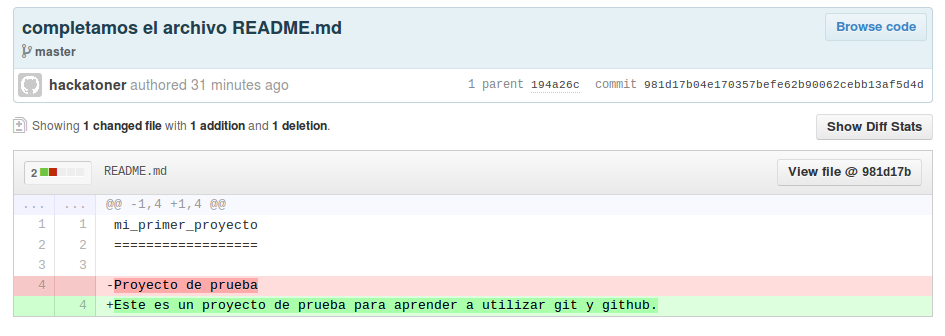 completamos el archivo README.md
Browse code
master
hackatoner authored 31 minutes ago
1 parent 194a26c commit 981d17b04e170357befe62b90062cebb13af5d4d
Showing 1 changed file with 1 addition and 1 deletion.
Show Diff Stats
2 README.md
View file @ 981d17b
... ... @@ -1,4 +1,4 @@
1 1 mi_primer_proyecto
2 2 ==================
3 3
4 -Proyecto de prueba
4 +Este es un proyecto de prueba para aprender a utilizar git y github.